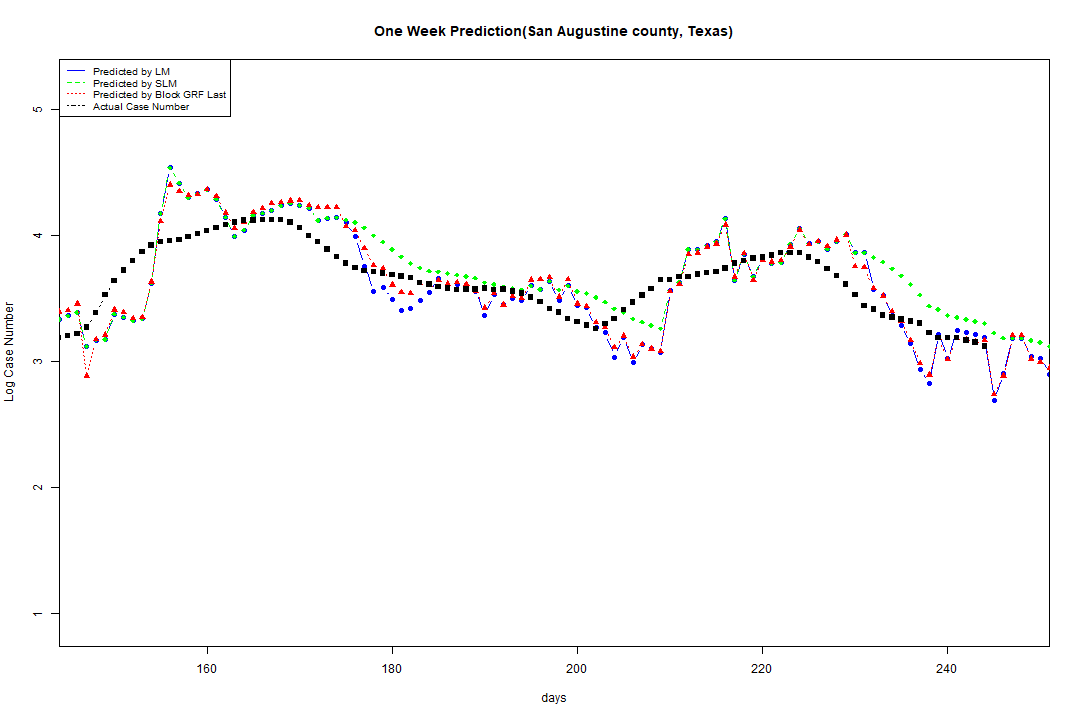 One Week Prediction(San Augustine county, Texas)
Predicted by LM
Predicted by SLM
Predicted by Block GRF Last
Actual Case Number
5
4
3
2
1
Log Case Number
160 180 200 220 240
days